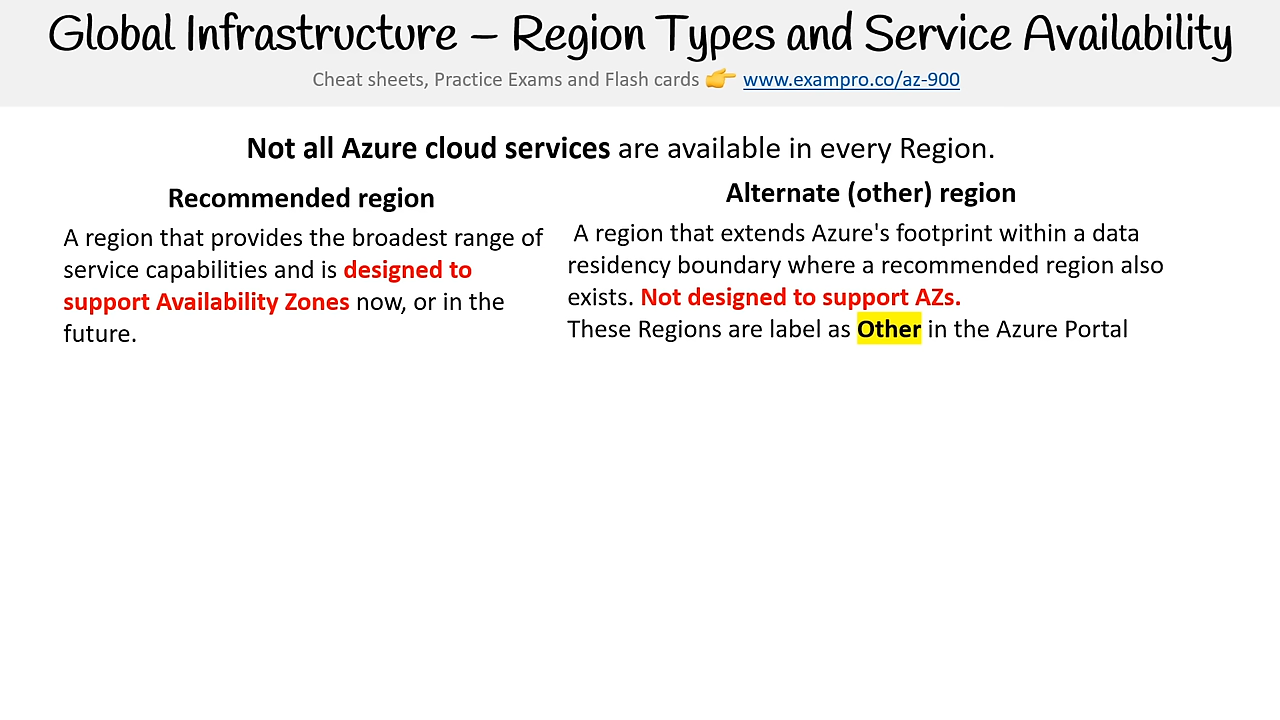 Global Infrastructure – Region Types and Service Availability
Cheat sheets, Practice Exams and Flash cards 👉 www.exampro.co/az-900
Not all Azure cloud services are available in every Region.
Recommended region
A region that provides the broadest range of
service capabilities and is designed to
support Availability Zones now, or in the
future.
Alternate (other) region
A region that extends Azure's footprint within a data
residency boundary where a recommended region also
exists. Not designed to support AZs.
These Regions are label as Other in the Azure Portal